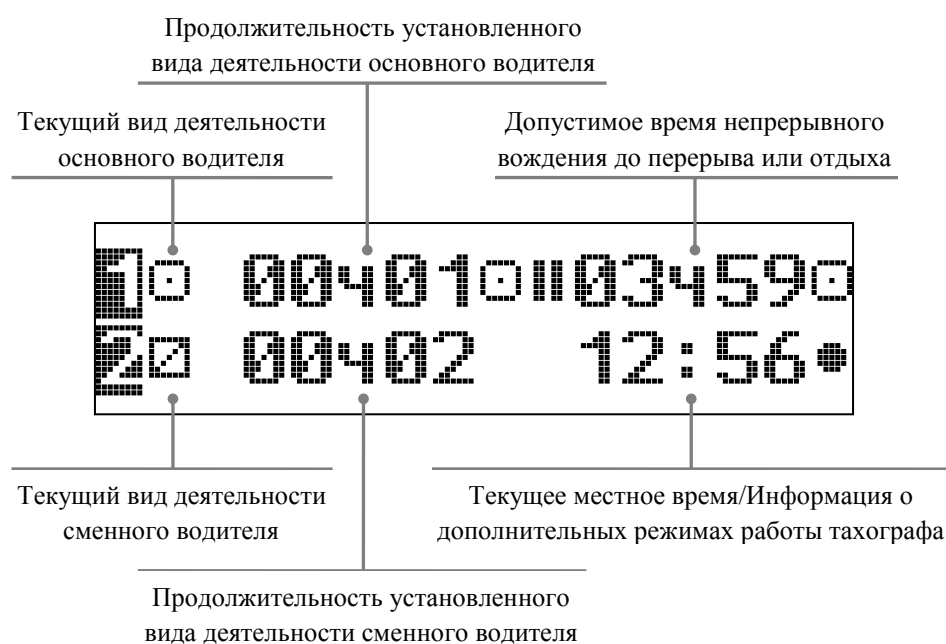 Продолжительность установленного
вида деятельности основного водителя
Текущий вид деятельности
основного водителя
Допустимое время непрерывного
вождения до перерыва или отдыха
1 00ч01 03ч59
2 00ч02 12:56
Текущий вид деятельности
сменного водителя
Текущее местное время/Информация о
дополнительных режимах работы тахографа
Продолжительность установленного
вида деятельности сменного водителя